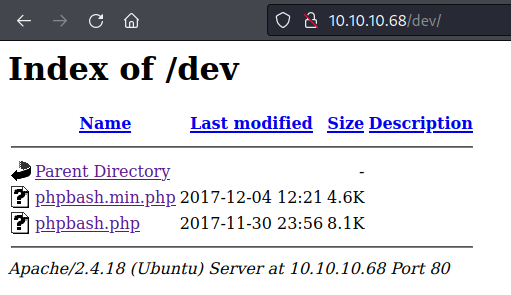 10.10.10.68/dev/
Index of /dev
Name Last modified Size Description
Parent Directory -
phpbash.min.php 2017-12-04 12:21 4.6K
phpbash.php 2017-11-30 23:56 8.1K
Apache/2.4.18 (Ubuntu) Server at 10.10.10.68 Port 80